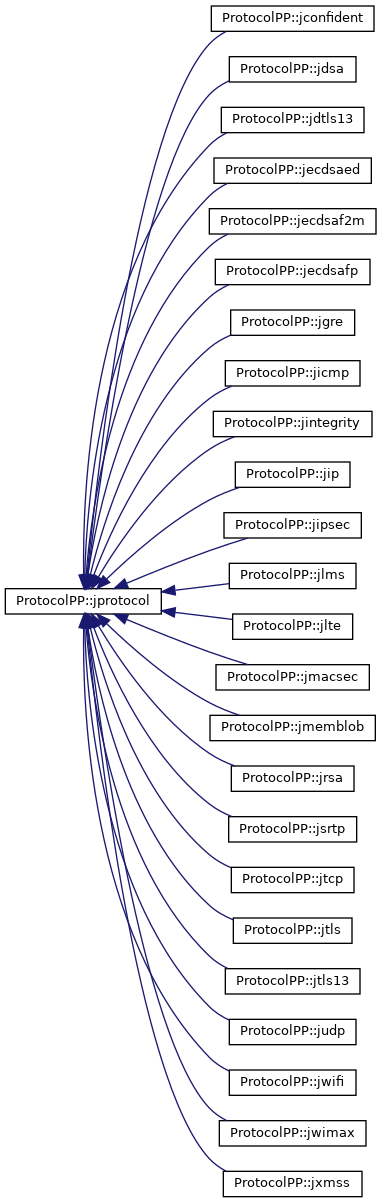 ProtocolPP::jconfident
ProtocolPP::jdsa
ProtocolPP::jdtls13
ProtocolPP::jecdsaed
ProtocolPP::jecdsaf2m
ProtocolPP::jecdsafp
ProtocolPP::jgre
ProtocolPP::jicmp
ProtocolPP::jintegrity
ProtocolPP::jip
ProtocolPP::jipsec
ProtocolPP::jlms
ProtocolPP::jprotocol
ProtocolPP::jlte
ProtocolPP::jmacsec
ProtocolPP::jmemblob
ProtocolPP::jrsa
ProtocolPP::jsrtp
ProtocolPP::jtcp
ProtocolPP::jtls
ProtocolPP::jtls13
ProtocolPP::judp
ProtocolPP::jwifi
ProtocolPP::jwimax
ProtocolPP::jxmss